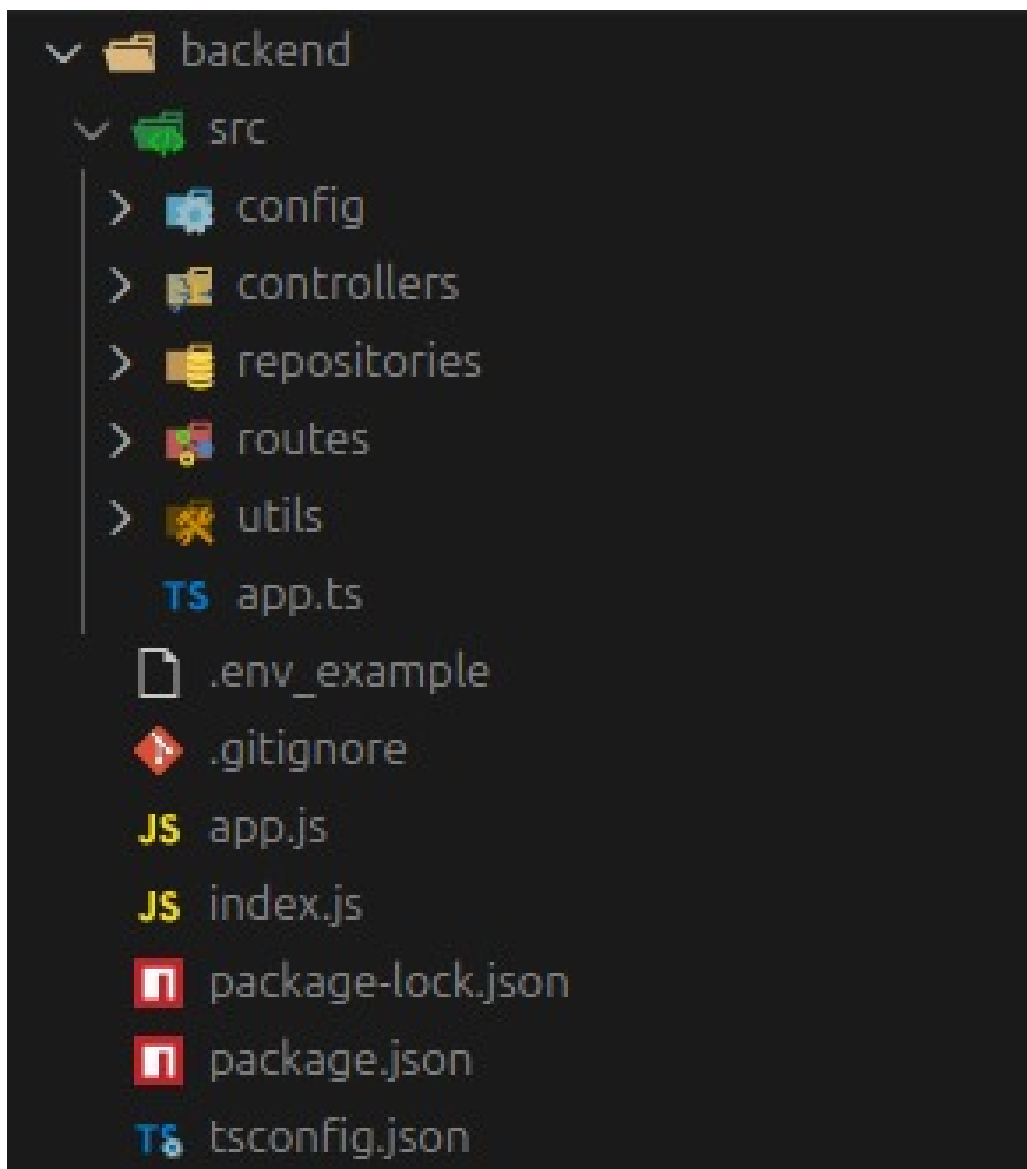 backend
src
config
controllers
repositories
routes
utils
TS app.ts
.env_example
.gitignore
JS app.js
JS index.js
package-lock.json
package.json
TS tsconfig.json